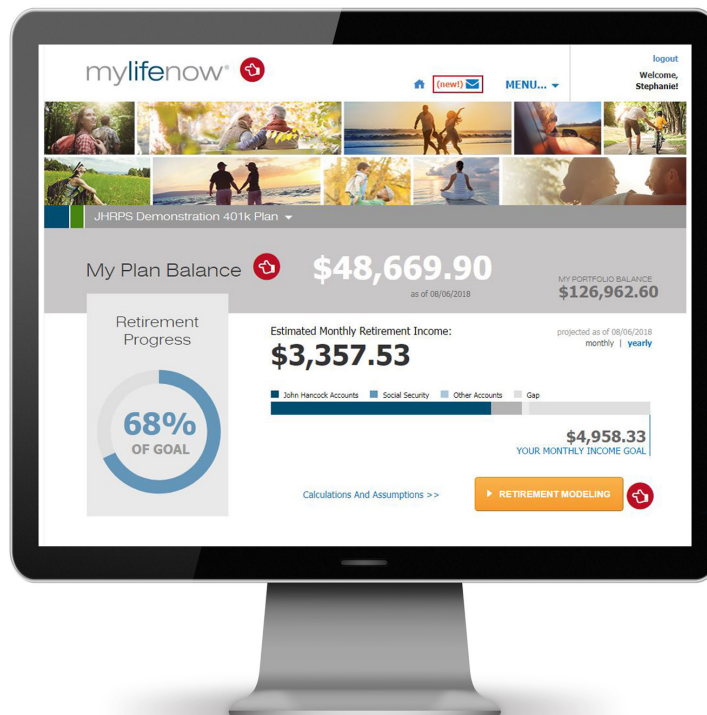 mylifenow®
logout
Welcome,
Stephanie!
(new!)
MENU...
JHRPS Demonstration 401k Plan
My Plan Balance
$48,669.90
as of 08/06/2018
MY PORTFOLIO BALANCE
$126,962.60
Retirement
Progress
68%
OF GOAL
Estimated Monthly Retirement Income:
$3,357.53
projected as of 08/06/2018
monthly | yearly
John Hancock Accounts Social Security Other Accounts Gap
$4,958.33
YOUR MONTHLY INCOME GOAL
Calculations And Assumptions >>
RETIREMENT MODELING